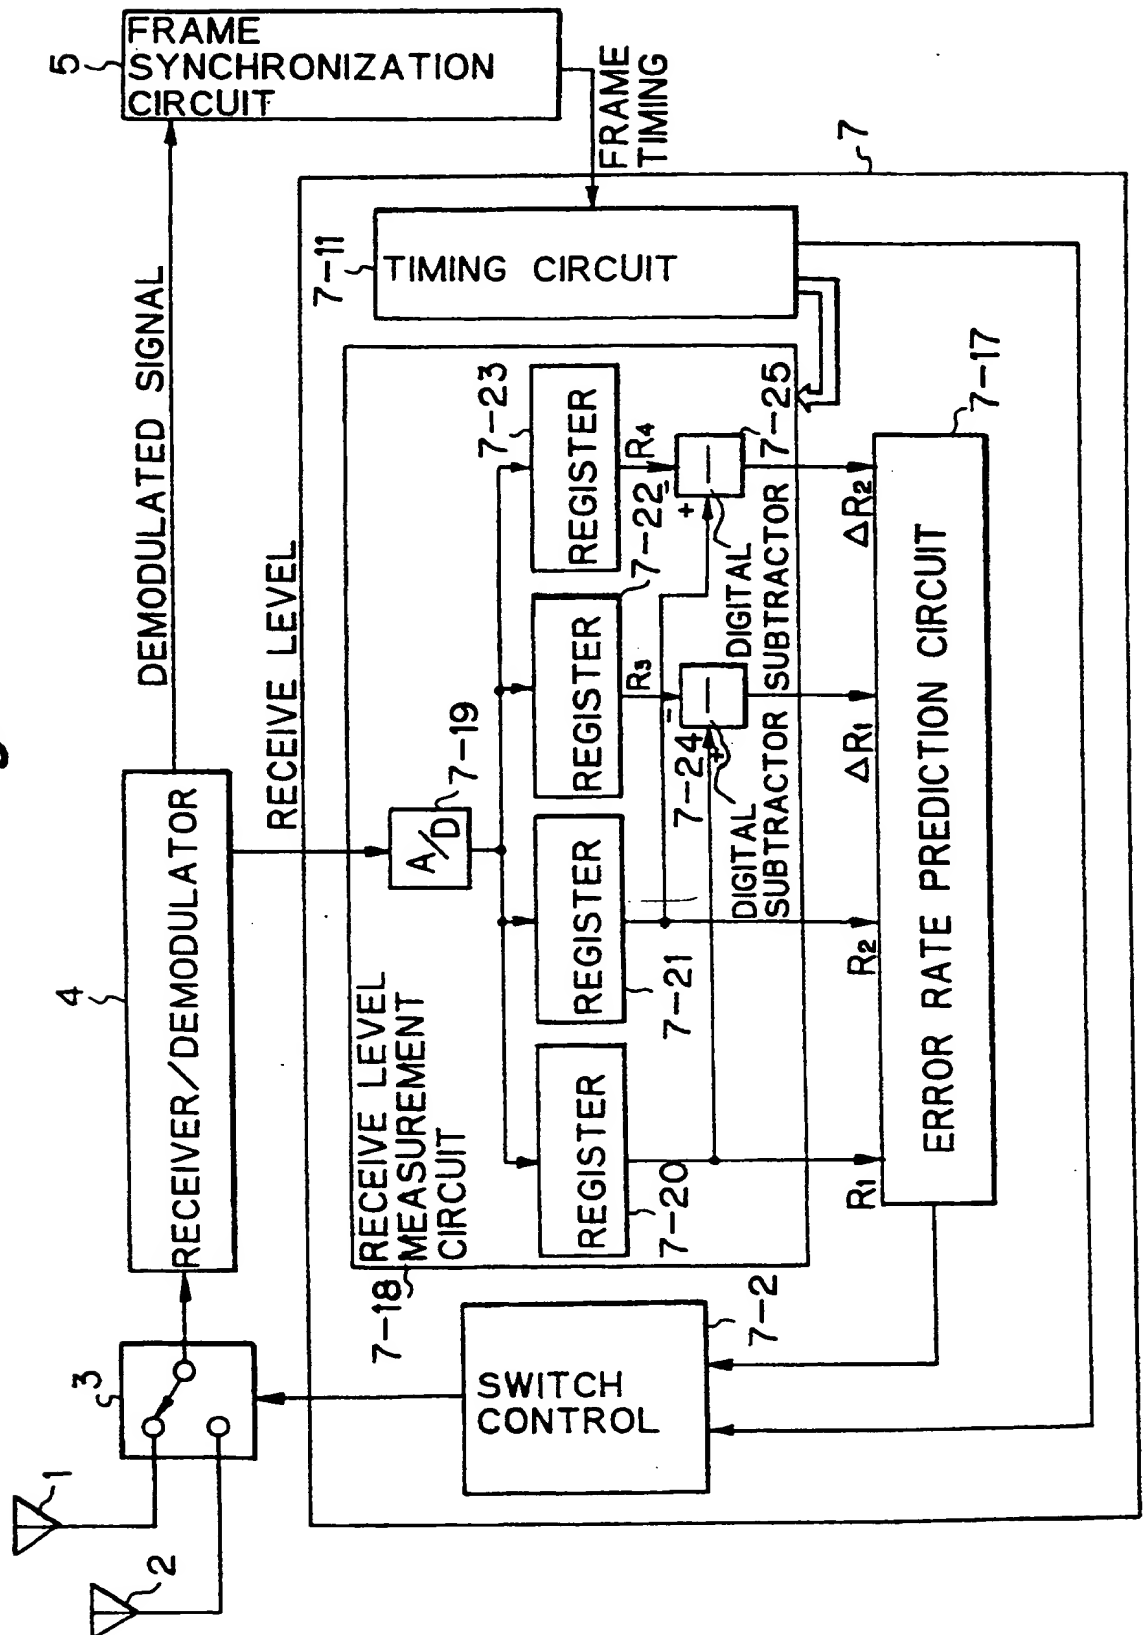 1
2
3
4
RECEIVER/DEMODULATOR
DEMODULATED SIGNAL
5
FRAME
SYNCHRONIZATION
CIRCUIT
FRAME
TIMING
RECEIVE LEVEL
7
7-11
TIMING CIRCUIT
7-18
RECEIVE LEVEL
MEASUREMENT
CIRCUIT
A/D
7-19
REGISTER
7-20
REGISTER
7-21
REGISTER
7-22
REGISTER
7-23
R3
R4
-
+
-
+
7-24
DIGITAL
SUBTRACTOR
7-25
DIGITAL
SUBTRACTOR
R1
R2
ΔR1
ΔR2
7-17
ERROR RATE PREDICTION CIRCUIT
SWITCH
CONTROL
7-2